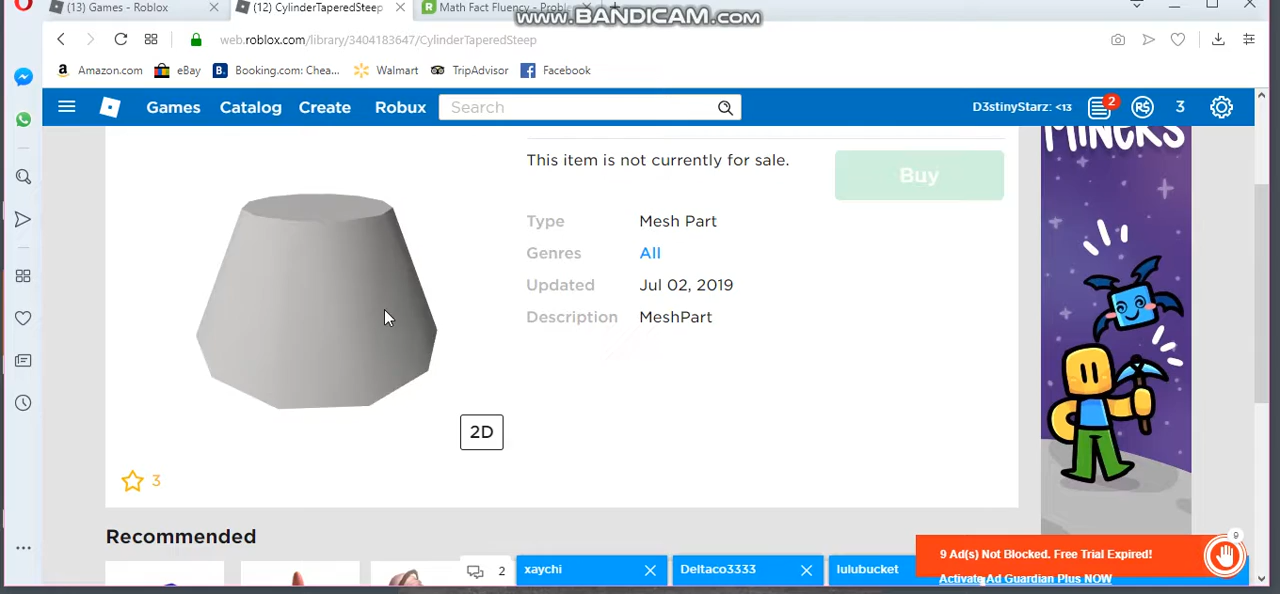 www.BANDICAM.com
(13) Games - Roblox
(12) CylinderTaperedSteep
Math Fact Fluency - Proble
web.roblox.com/library/3404183647/CylinderTaperedSteep
Amazon.com eBay Booking.com: Chea... Walmart TripAdvisor Facebook
Games Catalog Create Robux Search D3stinyStarz: <13 2 3
MINERS
This item is not currently for sale. Buy
Type Mesh Part
Genres All
Updated Jul 02, 2019
Description MeshPart
2D
3
Recommended
9 Ad(s) Not Blocked. Free Trial Expired! 9
Activate Ad Guardian Plus NOW
2 xaychi Deltaco3333 lulubucket